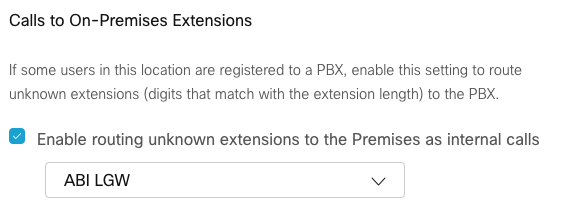 Calls to On-Premises Extensions
If some users in this location are registered to a PBX, enable this setting to route
unknown extensions (digits that match with the extension length) to the PBX.
Enable routing unknown extensions to the Premises as internal calls
ABI LGW